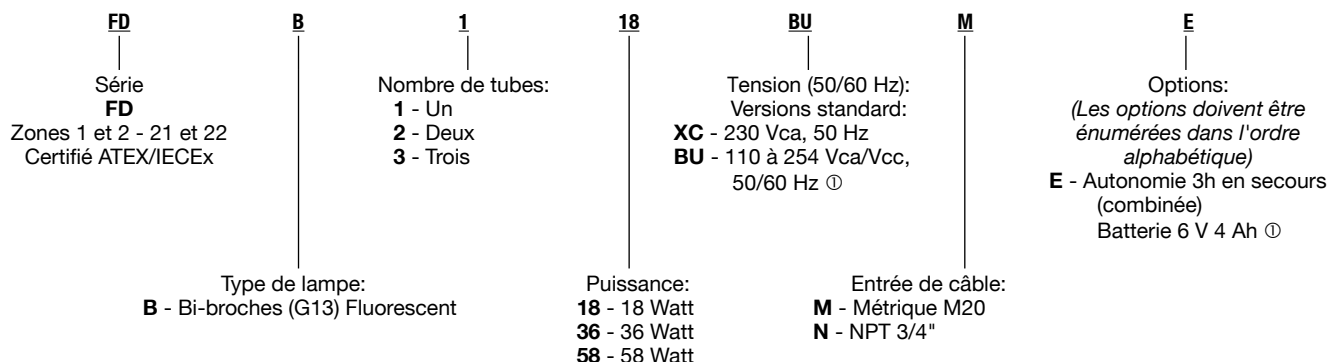 FD B 1 18 BU M E
Série
FD
Zones 1 et 2 - 21 et 22
Certifié ATEX/IECEx
Nombre de tubes:
1 - Un
2 - Deux
3 - Trois
Tension (50/60 Hz):
Versions standard:
XC - 230 Vca, 50 Hz
BU - 110 à 254 Vca/Vcc,
50/60 Hz ①
Options:
(Les options doivent être
énumérées dans l'ordre
alphabétique)
E - Autonomie 3h en secours
(combinée)
Batterie 6 V 4 Ah ①
Type de lampe:
B - Bi-broches (G13) Fluorescent
Puissance:
18 - 18 Watt
36 - 36 Watt
58 - 58 Watt
Entrée de câble:
M - Métrique M20
N - NPT 3/4"